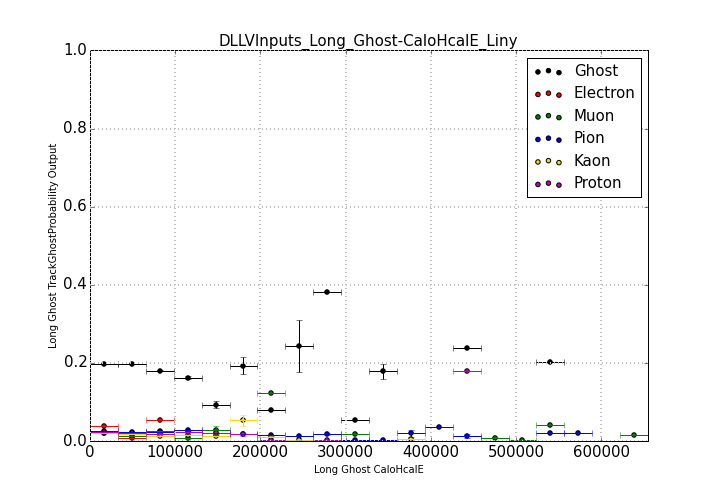 DLLVInputs_Long_Ghost-CaloHcalE_Liny
1.0
0.8
0.6
0.4
0.2
0.0
Long Ghost TrackGhostProbability Output
Ghost
Electron
Muon
Pion
Kaon
Proton
0 100000 200000 300000 400000 500000 600000
Long Ghost CaloHcalE